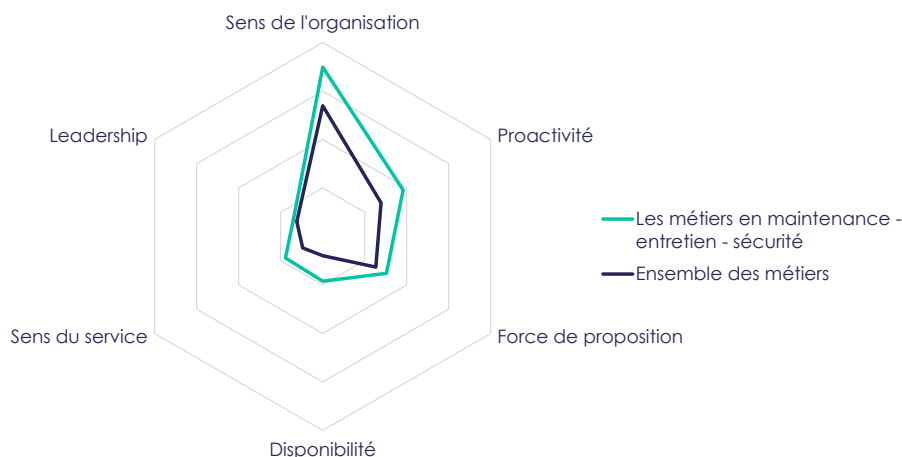 Sens de l'organisation
Leadership
Proactivité
Les métiers en maintenance -
entretien - sécurité
Ensemble des métiers
Sens du service
Force de proposition
Disponibilité